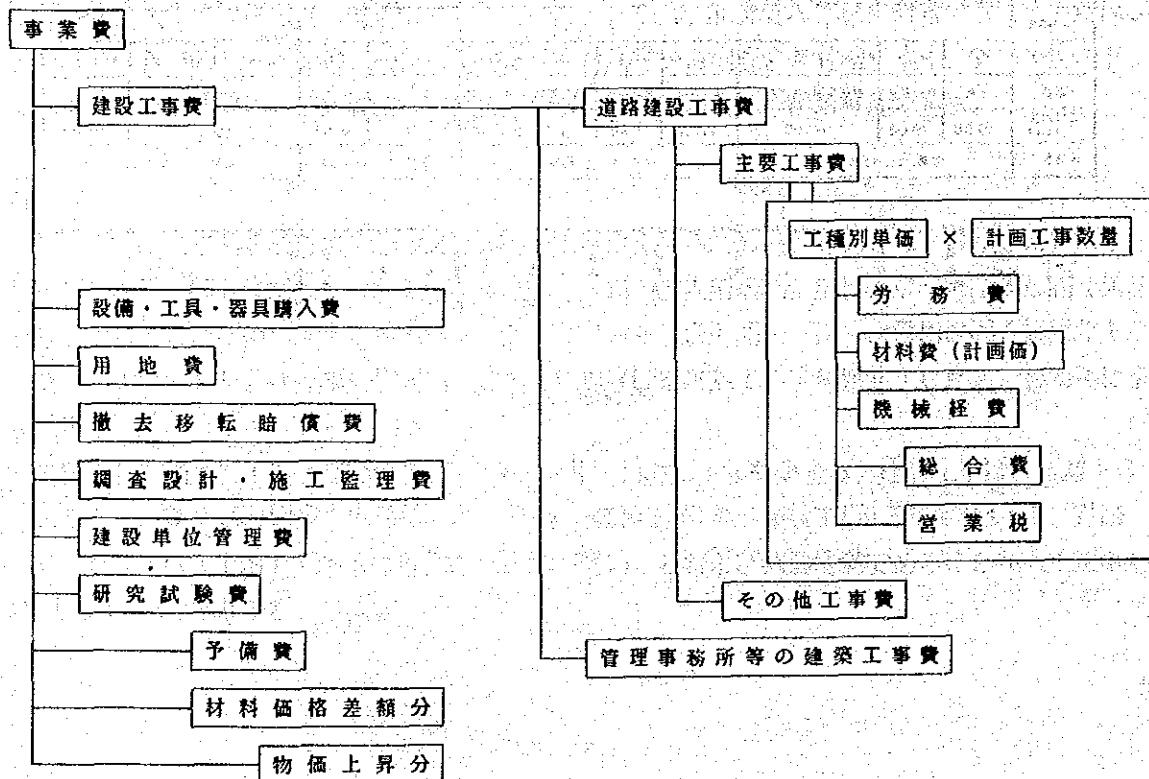 事業費
建設工事費
道路建設工事費
主要工事費
工種別単価 × 計画工事数量
労務費
材料費(計画価)
機械経費
総合費
営業税
その他工事費
管理事務所等の建築工事費
設備・工具・器具購入費
用地費
撤去移転賠償費
調査設計・施工監理費
建設単位管理費
研究試験費
予備費
材料価格差額分
物価上昇分